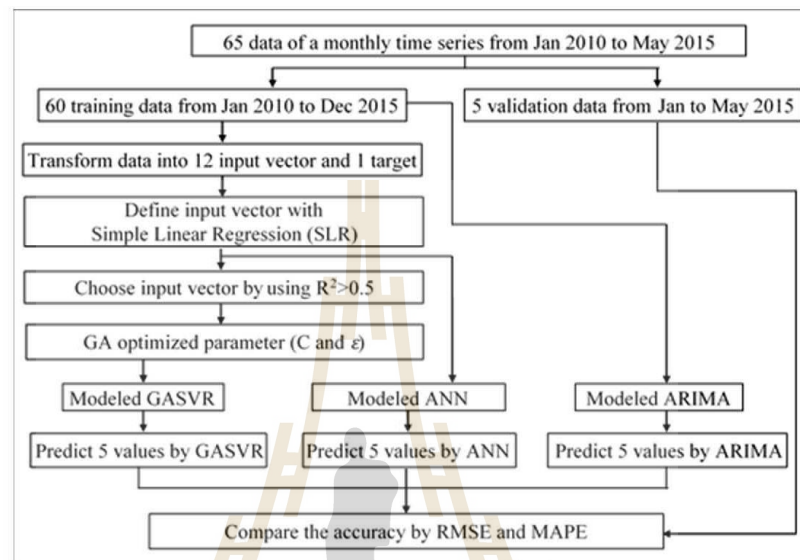 65 data of a monthly time series from Jan 2010 to May 2015
60 training data from Jan 2010 to Dec 2015
5 validation data from Jan to May 2015
Transform data into 12 input vector and 1 target
Define input vector with
Simple Linear Regression (SLR)
Choose input vector by using R²>0.5
GA optimized parameter (C and ε)
Modeled GASVR
Modeled ANN
Modeled ARIMA
Predict 5 values by GASVR
Predict 5 values by ANN
Predict 5 values by ARIMA
Compare the accuracy by RMSE and MAPE